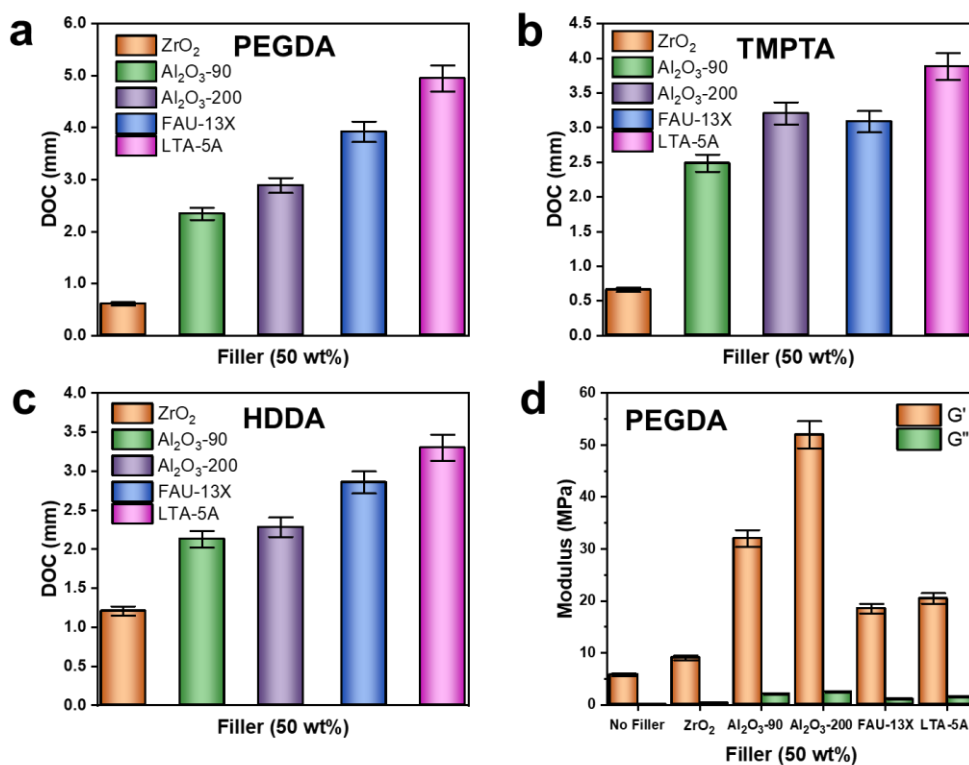 a
PEGDA
ZrO₂
Al₂O₃-90
Al₂O₃-200
FAU-13X
LTA-5A
DOC (mm)
6.0
5.0
4.0
3.0
2.0
1.0
0.0
Filler (50 wt%)
b
TMPTA
ZrO₂
Al₂O₃-90
Al₂O₃-200
FAU-13X
LTA-5A
DOC (mm)
4.5
4.0
3.5
3.0
2.5
2.0
1.5
1.0
0.5
0.0
Filler (50 wt%)
c
HDDA
ZrO₂
Al₂O₃-90
Al₂O₃-200
FAU-13X
LTA-5A
DOC (mm)
4.0
3.5
3.0
2.5
2.0
1.5
1.0
0.5
0.0
Filler (50 wt%)
d
PEGDA
G'
G"
Modulus (MPa)
60
50
40
30
20
10
0
No Filler ZrO₂ Al₂O₃-90 Al₂O₃-200 FAU-13X LTA-5A
Filler (50 wt%)